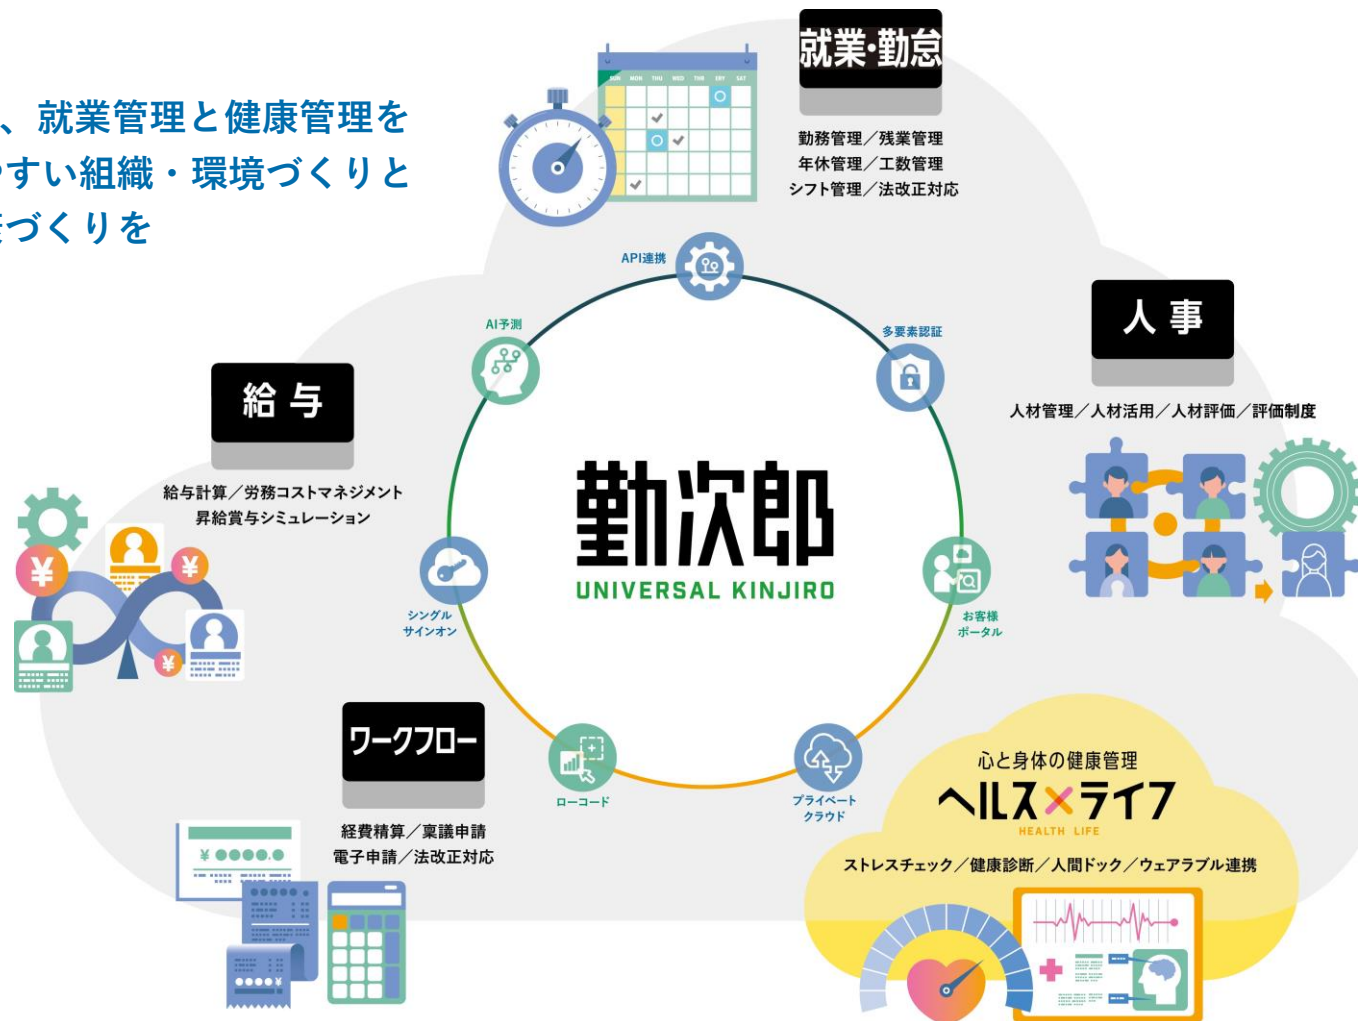 、就業管理と健康管理を
やすい組織・環境づくりと
づくりを
就業・勤怠
勤務管理／残業管理
年休管理／工数管理
シフト管理／法改正対応
SUN MON THU WED THR FRY SAT
API連携
AI予測
多要素認証
人事
人材管理／人材活用／人材評価／評価制度
給与
給与計算／労務コストマネジメント
昇給賞与シミュレーション
勤次郎
UNIVERSAL KINJIRO
シングル
サインオン
お客様
ポータル
ワークフロー
経費精算／稟議申請
電子申請／法改正対応
ローコード
プライベート
クラウド
心と身体の健康管理
ヘルス×ライフ
HEALTH LIFE
ストレスチェック／健康診断／人間ドック／ウェアラブル連携
¥
¥
¥
¥ ●●●●.●
●●●●¥